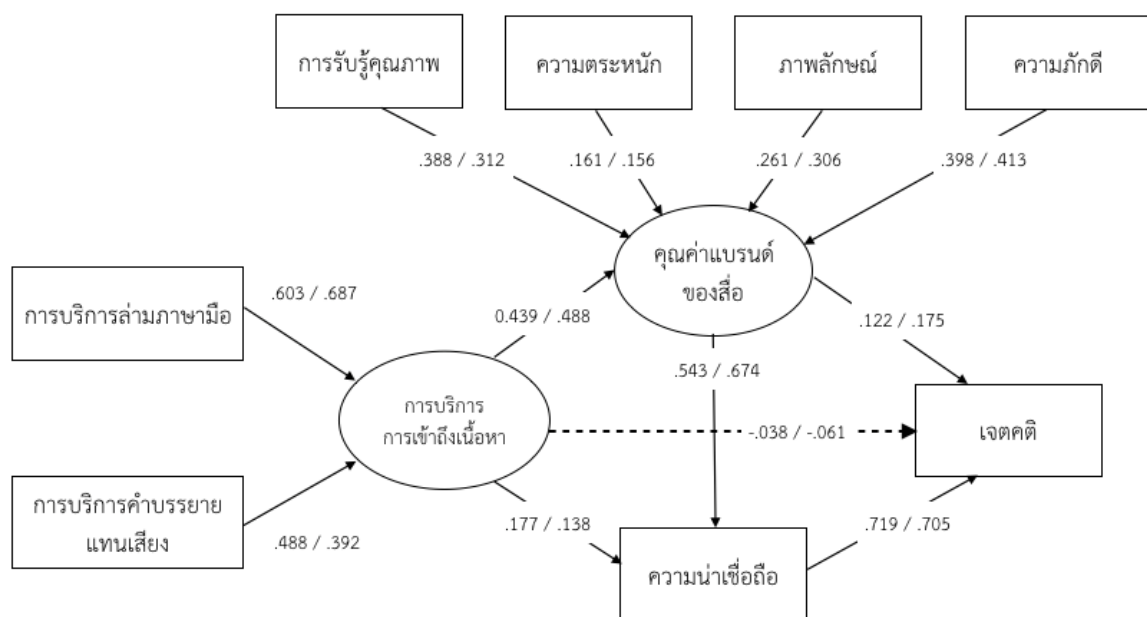 การรับรู้คุณภาพ
ความตระหนัก
ภาพลักษณ์
ความภักดี
.388 / .312
.161 / .156
.261 / .306
.398 / .413
คุณค่าแบรนด์
ของสื่อ
การบริการล่ามภาษามือ
.603 / .687
0.439 / .488
.122 / .175
.543 / .674
การบริการ
การเข้าถึงเนื้อหา
-.038 / -.061
เจตคติ
การบริการคำบรรยาย
แทนเสียง
.488 / .392
.177 / .138
.719 / .705
ความน่าเชื่อถือ